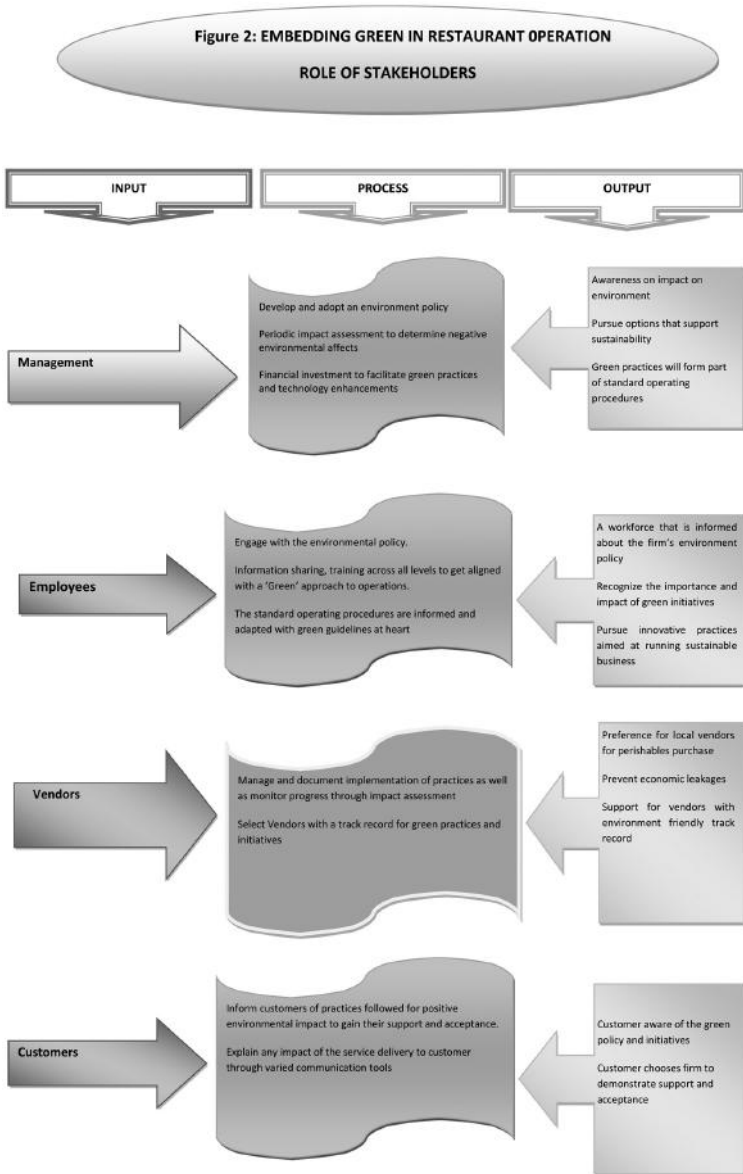 Figure 2: EMBEDDING GREEN IN RESTAURANT 0PERATION
ROLE OF STAKEHOLDERS
INPUT
PROCESS
OUTPUT
Management
Develop and adopt an environment policy
Periodic impact assessment to determine negative
environmental affects
Financial investment to facilitate green practices
and technology enhancements
Awareness on impact on
environment
Pursue options that support
sustainability
Green practices will form part
of standard operating
procedures
Employees
Engage with the environmental policy.
Information sharing, training across all levels to get aligned
with a ‘Green’ approach to operations.
The standard operating procedures are informed and
adapted with green guidelines at heart
A workforce that is informed
about the firm’s environment
policy
Recognize the importance and
impact of green initiatives
Pursue innovative practices
aimed at running sustainable
business
Vendors
Manage and document implementation of practices as well
as monitor progress through impact assessment
Select Vendors with a track record for green practices and
initiatives
Preference for local vendors
for perishables purchase
Prevent economic leakages
Support for vendors with
environment friendly track
record
Customers
Inform customers of practices followed for positive
environmental impact to gain their support and acceptance.
Explain any impact of the service delivery to customer
through varied communication tools
Customer aware of the green
policy and initiatives
Customer chooses firm to
demonstrate support and
acceptance